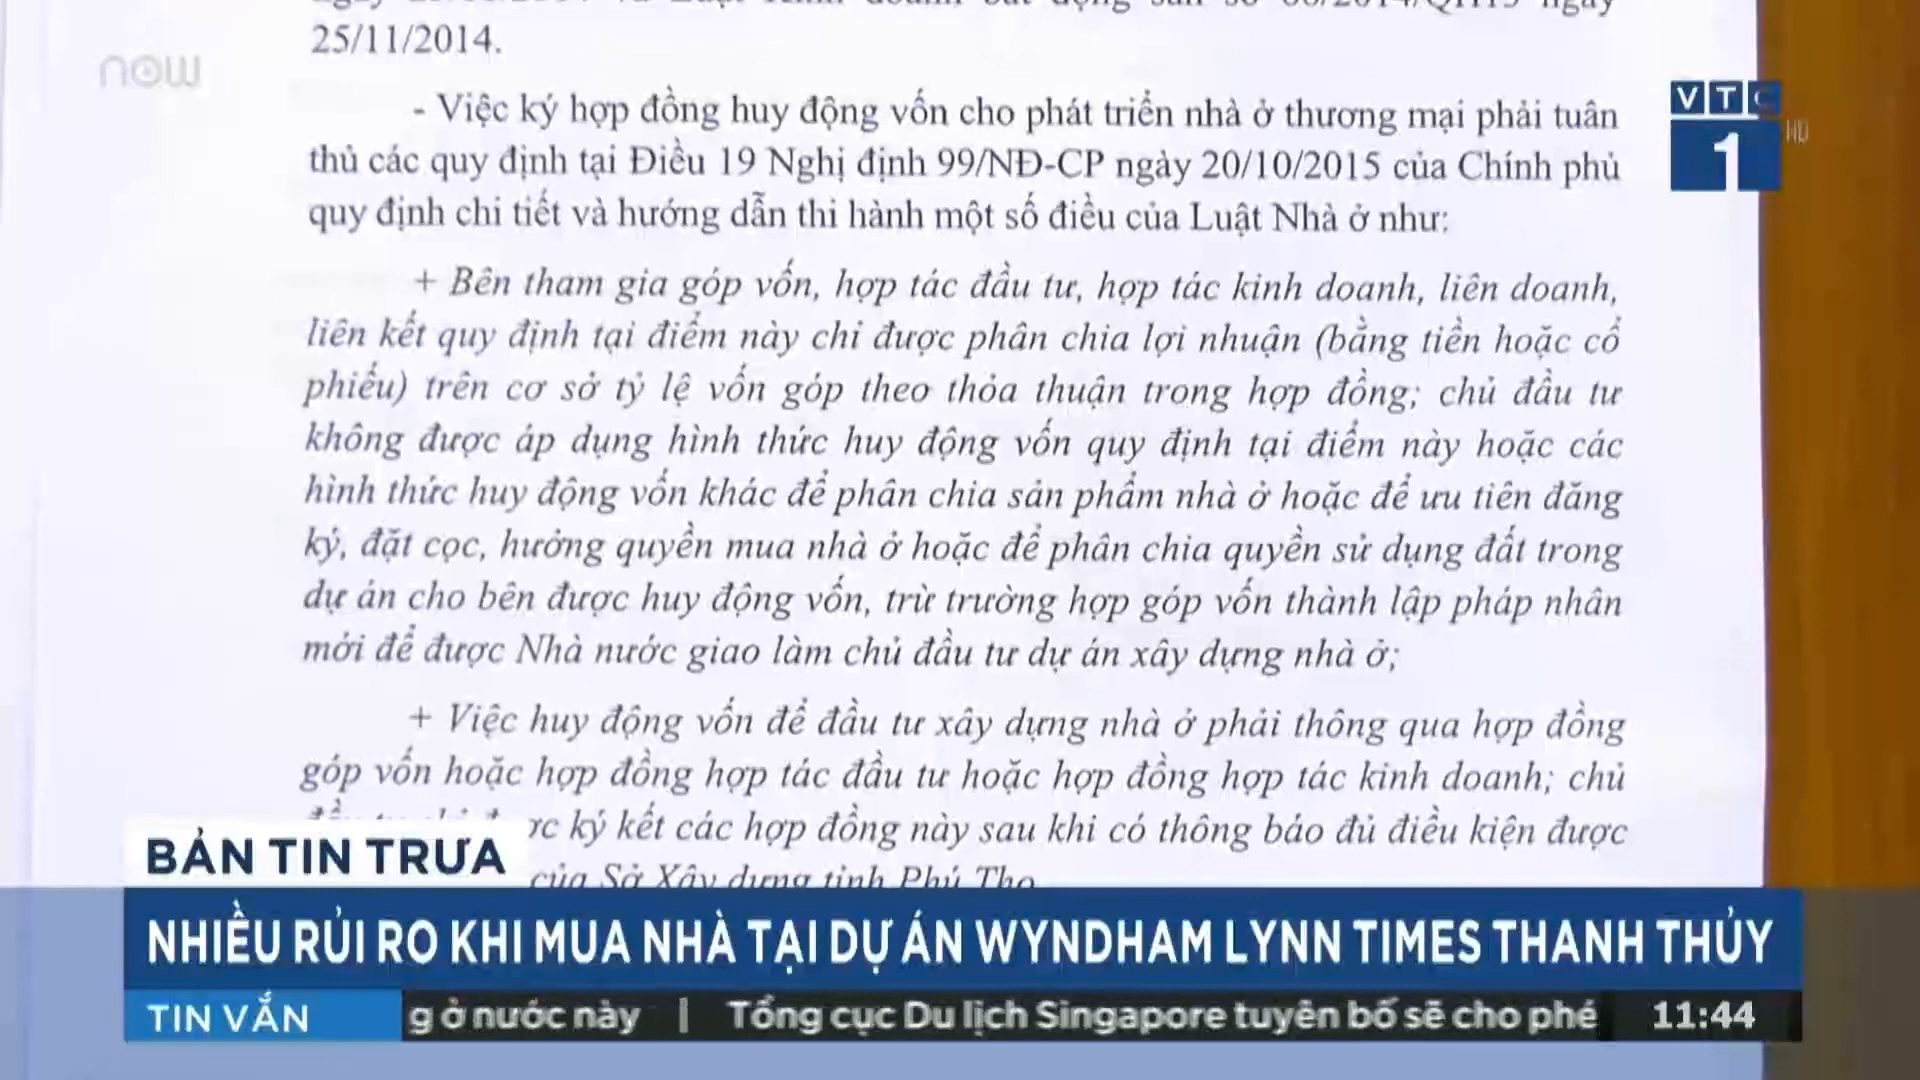 now
25/11/2014.
VTC
1
HD
- Việc ký hợp đồng huy động vốn cho phát triển nhà ở thương mại phải tuân
thủ các quy định tại Điều 19 Nghị định 99/NĐ-CP ngày 20/10/2015 của Chính phủ
quy định chi tiết và hướng dẫn thi hành một số điều của Luật Nhà ở như:
+ Bên tham gia góp vốn, hợp tác đầu tư, hợp tác kinh doanh, liên doanh,
liên kết quy định tại điểm này chỉ được phân chia lợi nhuận (bằng tiền hoặc cổ
phiếu) trên cơ sở tỷ lệ vốn góp theo thỏa thuận trong hợp đồng; chủ đầu tư
không được áp dụng hình thức huy động vốn quy định tại điểm này hoặc các
hình thức huy động vốn khác để phân chia sản phẩm nhà ở hoặc để ưu tiên đăng
ký, đặt cọc, hưởng quyền mua nhà ở hoặc để phân chia quyền sử dụng đất trong
dự án cho bên được huy động vốn, trừ trường hợp góp vốn thành lập pháp nhân
mới để được Nhà nước giao làm chủ đầu tư dự án xây dựng nhà ở;
+ Việc huy động vốn để đầu tư xây dựng nhà ở phải thông qua hợp đồng
góp vốn hoặc hợp đồng hợp tác đầu tư hoặc hợp đồng hợp tác kinh doanh; chủ
ký kết các hợp đồng này sau khi có thông báo đủ điều kiện được
của Sở Xây dựng tỉnh Phú Thọ
BẢN TIN TRƯA
NHIỀU RỦI RO KHI MUA NHÀ TẠI DỰ ÁN WYNDHAM LYNN TIMES THANH THỦY
TIN VẮN
g ở nước này | Tổng cục Du lịch Singapore tuyên bố sẽ cho phé
11:44